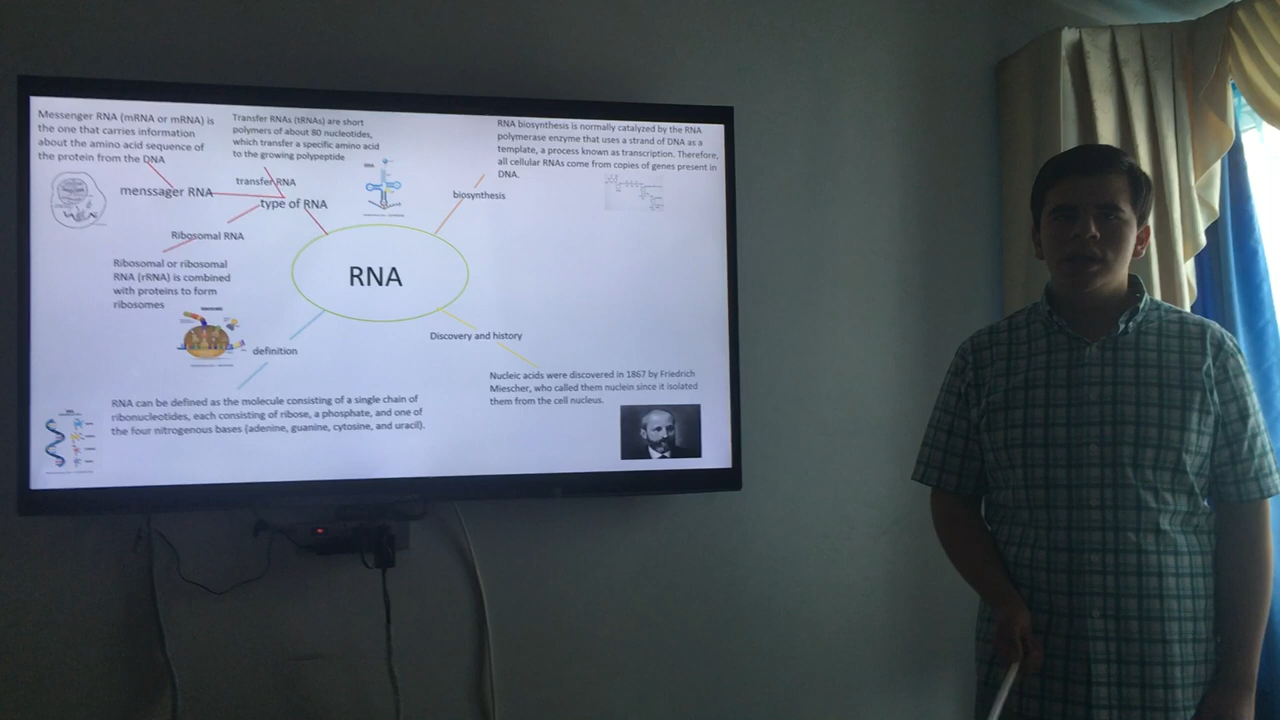 Messenger RNA (mRNA or mRNA) is
the one that carries information
about the amino acid sequence of
the protein from the DNA
Transfer RNAs (tRNAs) are short
polymers of about 80 nucleotides,
which transfer a specific amino acid
to the growing polypeptide
RNA biosynthesis is normally catalyzed by the RNA
polymerase enzyme that uses a strand of DNA as a
template, a process known as transcription. Therefore,
all cellular RNAs come from copies of genes present in
DNA.
menssager RNA
transfer RNA
type of RNA
biosynthesis
Ribosomal RNA
Ribosomal or ribosomal
RNA (rRNA) is combined
with proteins to form
ribosomes
RNA
Discovery and history
definition
Nucleic acids were discovered in 1867 by Friedrich
Miescher, who called them nuclein since it isolated
them from the cell nucleus.
RNA can be defined as the molecule consisting of a single chain of
ribonucleotides, each consisting of ribose, a phosphate, and one of
the four nitrogenous bases (adenine, guanine, cytosine, and uracil).